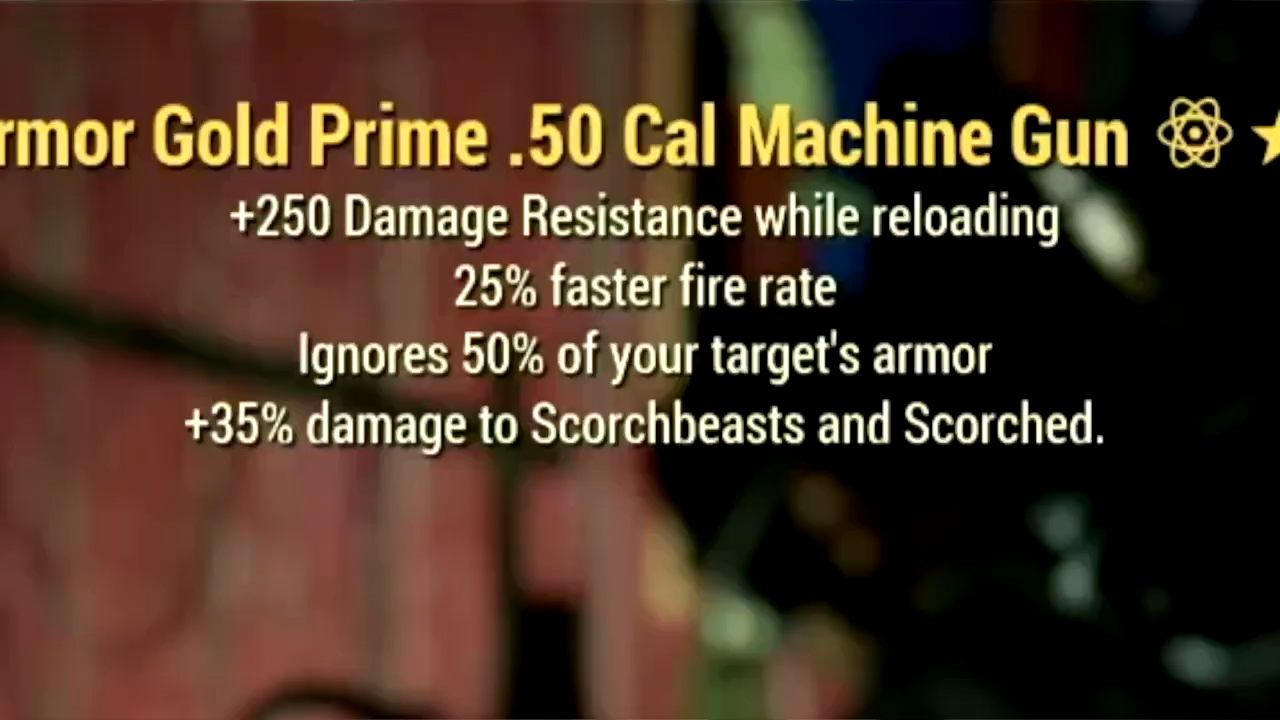 Gold Prime .50 Cal Machine Gun
+250 Damage Resistance while reloading
25% faster fire rate
Ignores 50% of your target's armor
+35% damage to Scorchbeasts and Scorched.